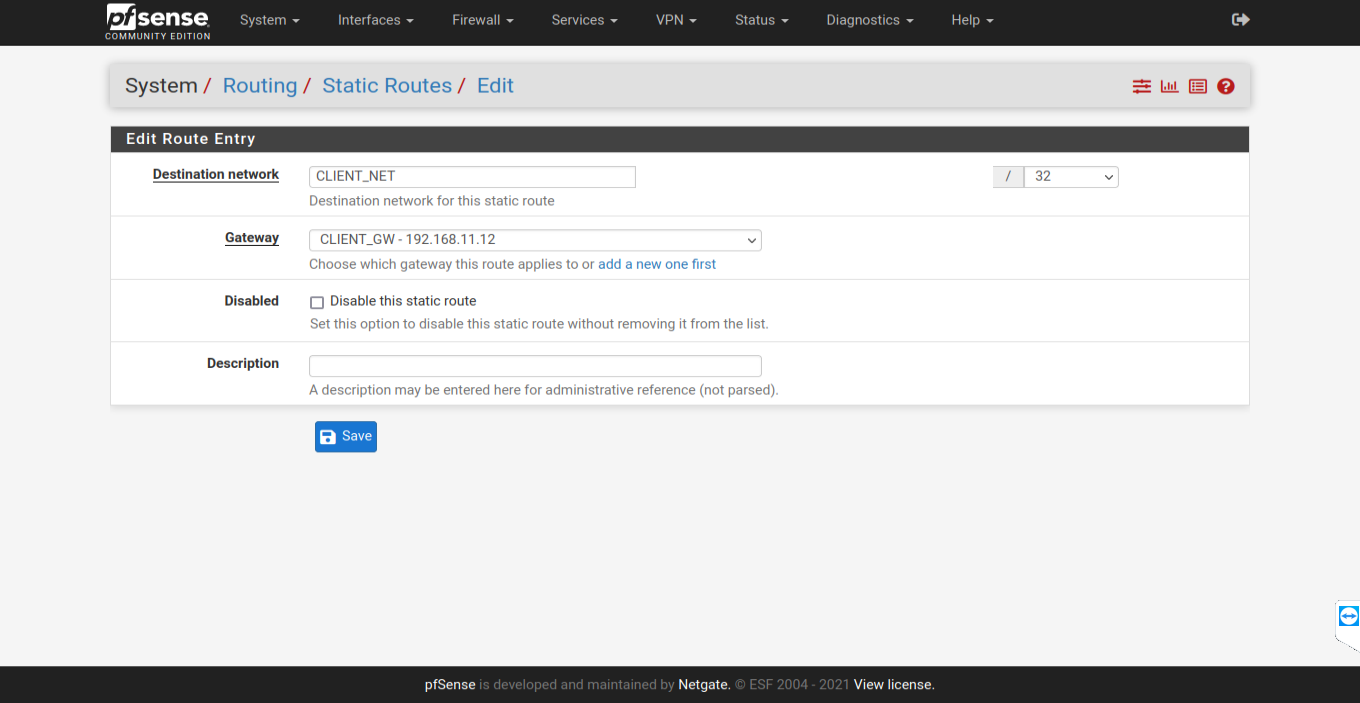 pfsense
COMMUNITY EDITION
System Interfaces Firewall Services VPN Status Diagnostics Help
System / Routing / Static Routes / Edit
Edit Route Entry
Destination network CLIENT_NET / 32
Destination network for this static route
Gateway CLIENT_GW - 192.168.11.12
Choose which gateway this route applies to or add a new one first
Disabled Disable this static route
Set this option to disable this static route without removing it from the list.
Description
A description may be entered here for administrative reference (not parsed).
Save
pfSense is developed and maintained by Netgate. © ESF 2004 - 2021 View license.